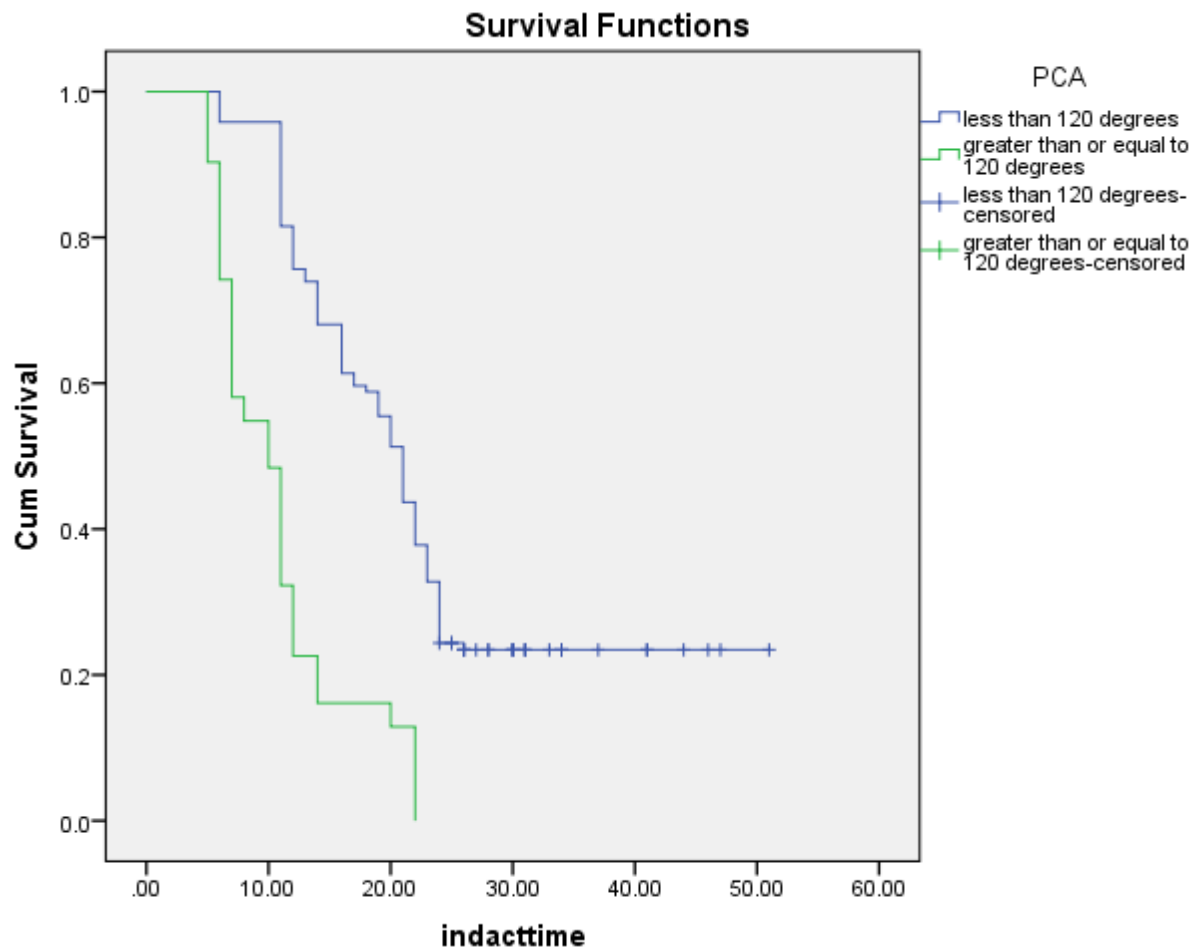 Survival Functions
PCA
less than 120 degrees
greater than or equal to
120 degrees
less than 120 degrees-
censored
greater than or equal to
120 degrees-censored
Cum Survival
1.0
0.8
0.6
0.4
0.2
0.0
.00 10.00 20.00 30.00 40.00 50.00 60.00
indacttime